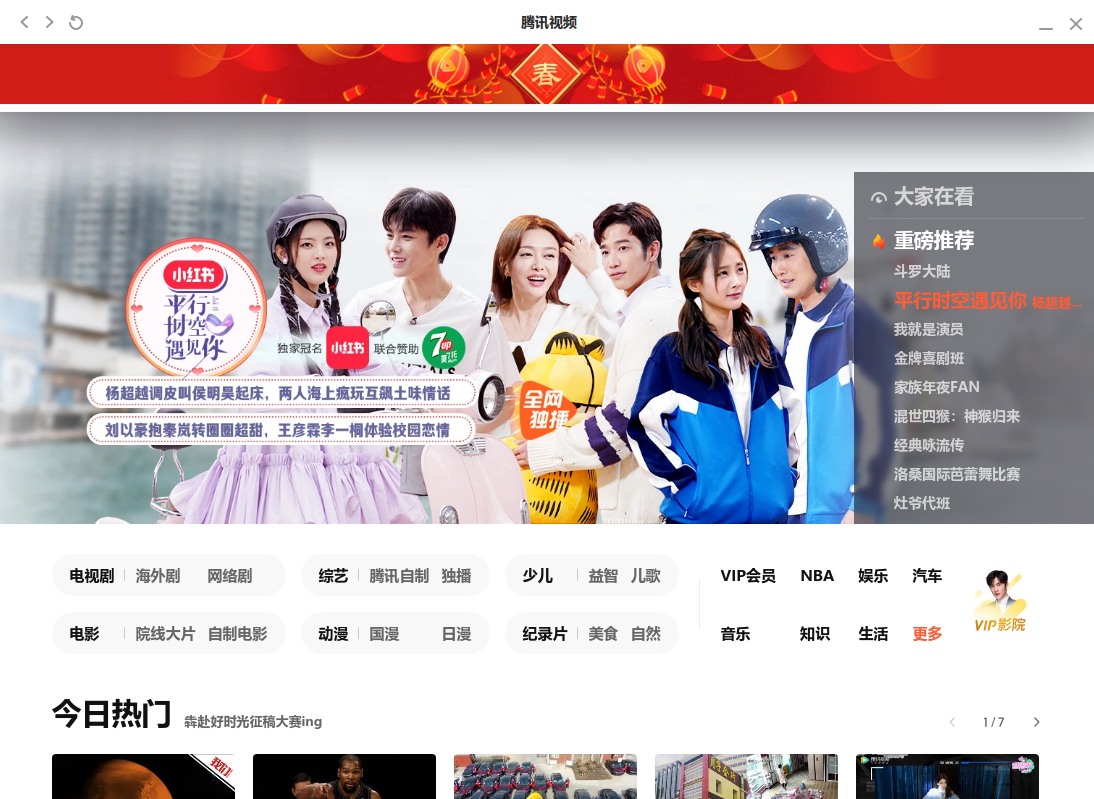 腾讯视频
春
大家在看
重磅推荐
斗罗大陆
平行时空遇见你 杨超越...
我就是演员
金牌喜剧班
家族年夜FAN
混世四猴：神猴归来
经典咏流传
洛桑国际芭蕾舞比赛
灶爷代班
小红书
平行
时空
遇见你
独家冠名 小红书 联合赞助 7up
杨超越调皮叫侯明昊起床，两人海上疯玩互飙土味情话
刘以豪抱秦岚转圈圈超甜，王彦霖李一桐体验校园恋情
全网
独播
电视剧 海外剧 网络剧 综艺 腾讯自制 独播 少儿 益智 儿歌 VIP会员 NBA 娱乐 汽车
电影 院线大片 自制电影 动漫 国漫 日漫 纪录片 美食 自然 音乐 知识 生活 更多
VIP影院
今日热门 犇赴好时光征稿大赛ing 1 / 7
腾讯视频